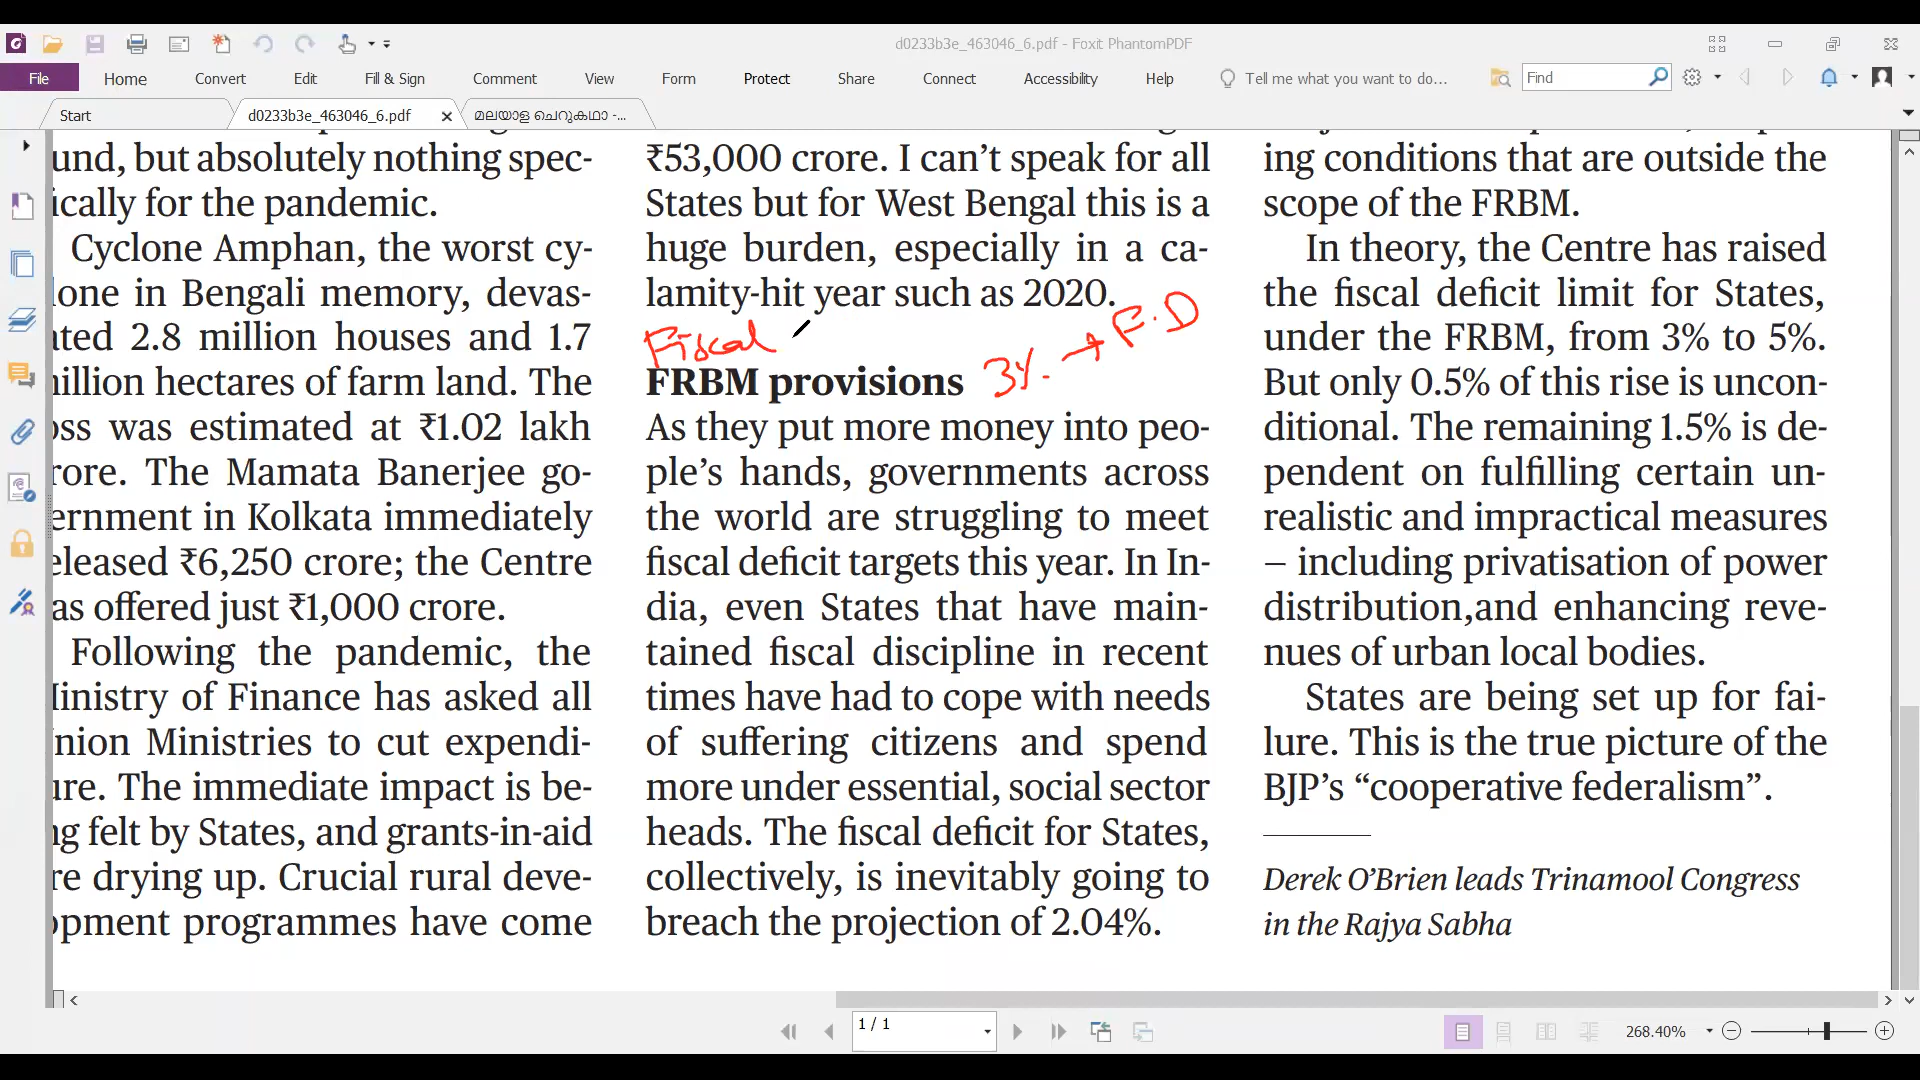 d0233b3e_463046_6.pdf - Foxit PhantomPDF
File Home Convert Edit Fill & Sign Comment View Form Protect Share Connect Accessibility Help Tell me what you want to do... Find
Start d0233b3e_463046_6.pdf മലയാള ചെറുകഥാ -...
und, but absolutely nothing spec-
ically for the pandemic.
Cyclone Amphan, the worst cy-
lone in Bengali memory, devas-
ated 2.8 million houses and 1.7
illion hectares of farm land. The
oss was estimated at ₹1.02 lakh
rore. The Mamata Banerjee go-
ernment in Kolkata immediately
eleased ₹6,250 crore; the Centre
as offered just ₹1,000 crore.
Following the pandemic, the
inistry of Finance has asked all
nion Ministries to cut expendi-
ure. The immediate impact is be-
ng felt by States, and grants-in-aid
re drying up. Crucial rural deve-
opment programmes have come
₹53,000 crore. I can’t speak for all
States but for West Bengal this is a
huge burden, especially in a ca-
lamity-hit year such as 2020.
Fiscal
3% → F.D
FRBM provisions
As they put more money into peo-
ple’s hands, governments across
the world are struggling to meet
fiscal deficit targets this year. In In-
dia, even States that have main-
tained fiscal discipline in recent
times have had to cope with needs
of suffering citizens and spend
more under essential, social sector
heads. The fiscal deficit for States,
collectively, is inevitably going to
breach the projection of 2.04%.
ing conditions that are outside the
scope of the FRBM.
In theory, the Centre has raised
the fiscal deficit limit for States,
under the FRBM, from 3% to 5%.
But only 0.5% of this rise is uncon-
ditional. The remaining 1.5% is de-
pendent on fulfilling certain un-
realistic and impractical measures
– including privatisation of power
distribution,and enhancing reve-
nues of urban local bodies.
States are being set up for fai-
lure. This is the true picture of the
BJP’s “cooperative federalism”.
Derek O’Brien leads Trinamool Congress
in the Rajya Sabha
1 / 1
268.40%